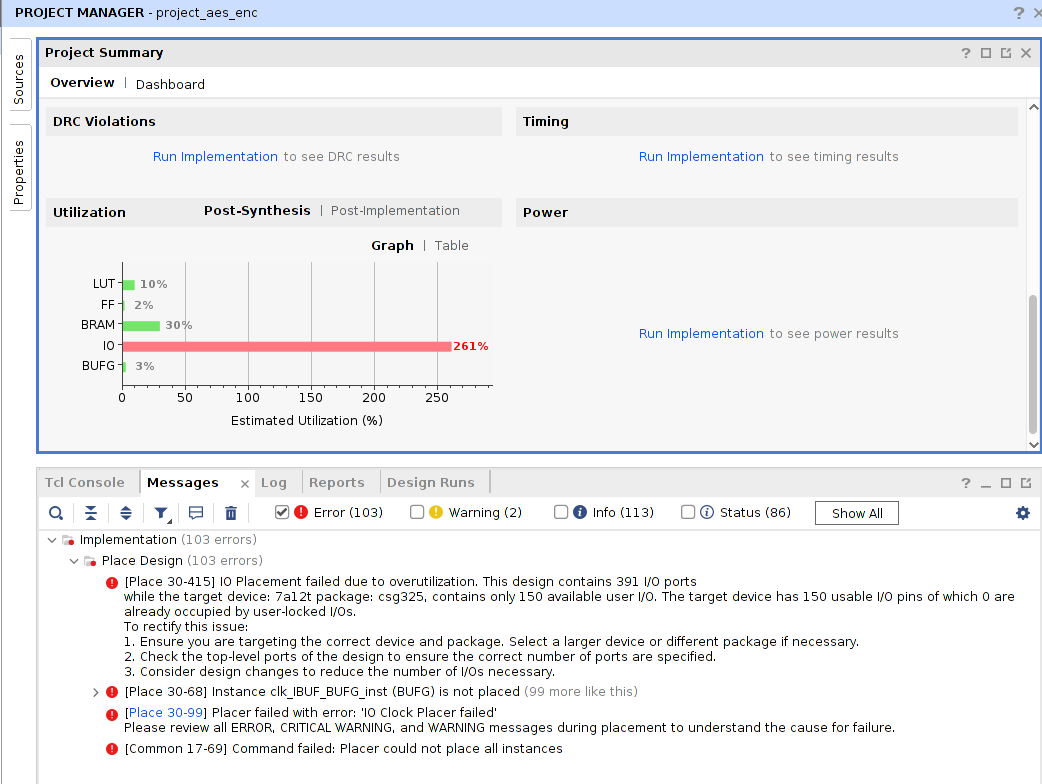 PROJECT MANAGER - project_aes_enc
Sources
Properties
Project Summary
Overview | Dashboard
DRC Violations
Run Implementation to see DRC results
Timing
Run Implementation to see timing results
Utilization Post-Synthesis | Post-Implementation
Graph | Table
LUT 10%
FF 2%
BRAM 30%
IO 261%
BUFG 3%
0 50 100 150 200 250
Estimated Utilization (%)
Power
Run Implementation to see power results
Tcl Console Messages Log Reports Design Runs
Error (103) Warning (2) Info (113) Status (86) Show All
Implementation (103 errors)
Place Design (103 errors)
[Place 30-415] IO Placement failed due to overutilization. This design contains 391 I/O ports
while the target device: 7a12t package: csg325, contains only 150 available user I/O. The target device has 150 usable I/O pins of which 0 are
already occupied by user-locked I/Os.
To rectify this issue:
1. Ensure you are targeting the correct device and package. Select a larger device or different package if necessary.
2. Check the top-level ports of the design to ensure the correct number of ports are specified.
3. Consider design changes to reduce the number of I/Os necessary.
[Place 30-68] Instance clk_IBUF_BUFG_inst (BUFG) is not placed (99 more like this)
[Place 30-99] Placer failed with error: 'IO Clock Placer failed'
Please review all ERROR, CRITICAL WARNING, and WARNING messages during placement to understand the cause for failure.
[Common 17-69] Command failed: Placer could not place all instances